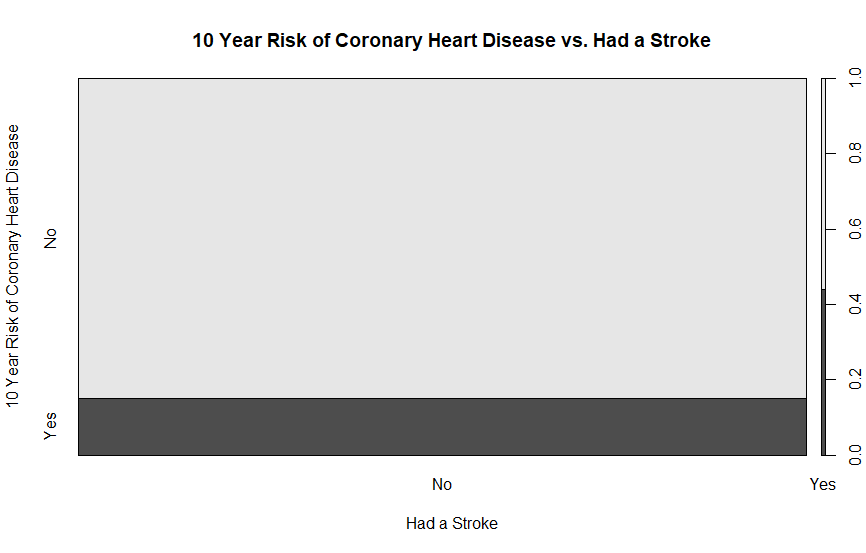 10 Year Risk of Coronary Heart Disease vs. Had a Stroke
10 Year Risk of Coronary Heart Disease
No
Yes
1.0
0.8
0.6
0.4
0.2
0.0
No
Yes
Had a Stroke